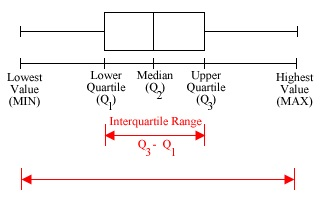 Lowest
Value
(MIN)
Lower
Quartile
(Q1)
Median
(Q2)
Upper
Quartile
(Q3)
Highest
Value
(MAX)
Interquartile Range
Q3 - Q1